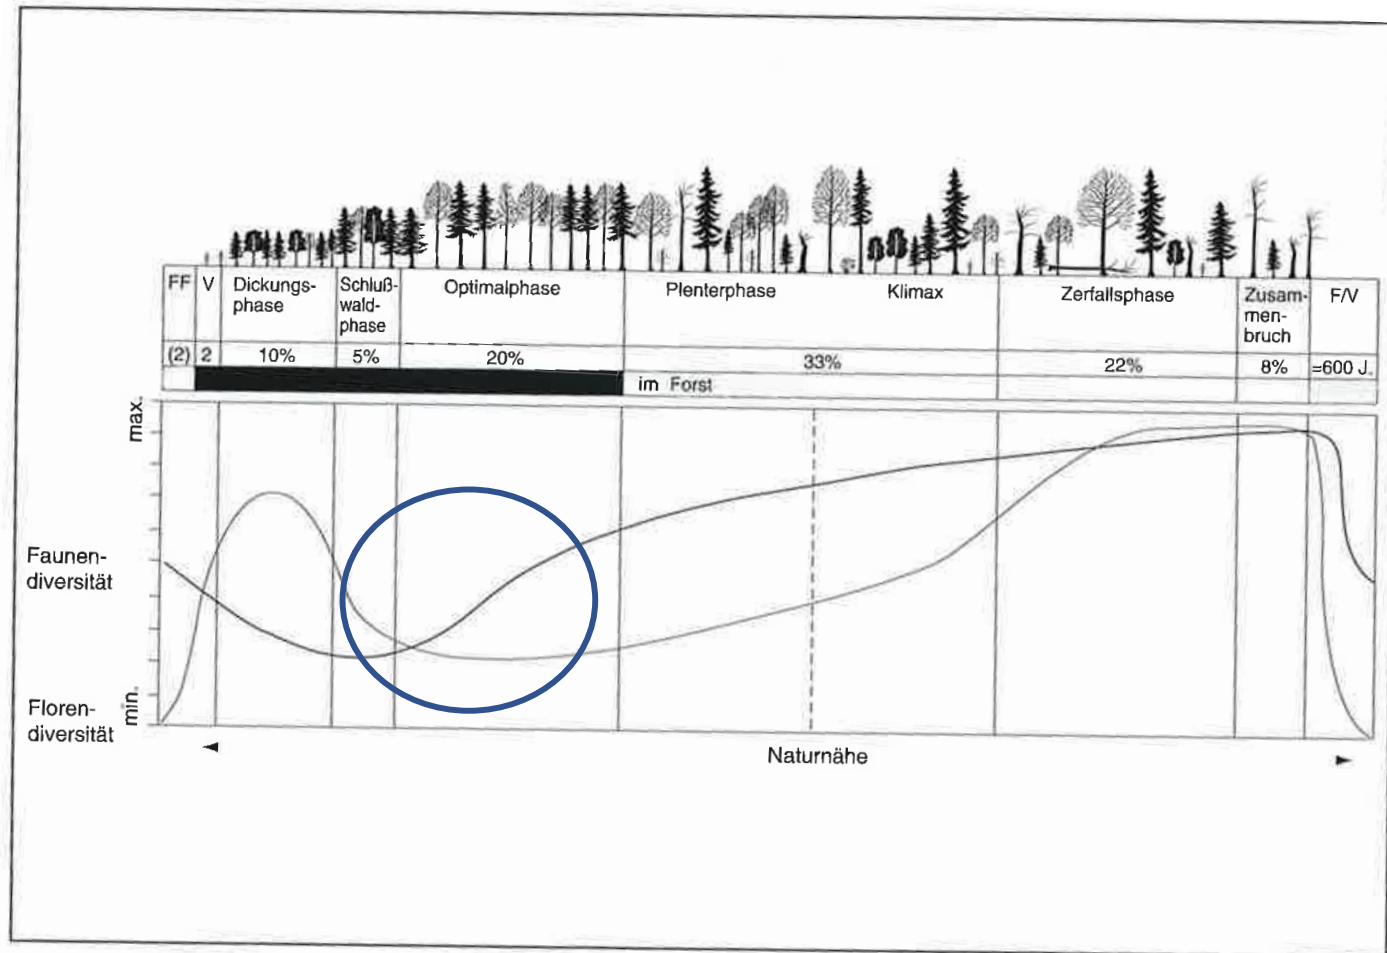 FF
V
Dickungs-
phase
Schluß-
wald-
phase
Optimalphase
Plenterphase
Klimax
Zerfallsphase
Zusam-
men-
bruch
F/V
(2)
2
10%
5%
20%
33%
22%
8%
=600 J.
im Forst
max.
Faunen-
diversität
min.
Floren-
diversität
Naturnähe